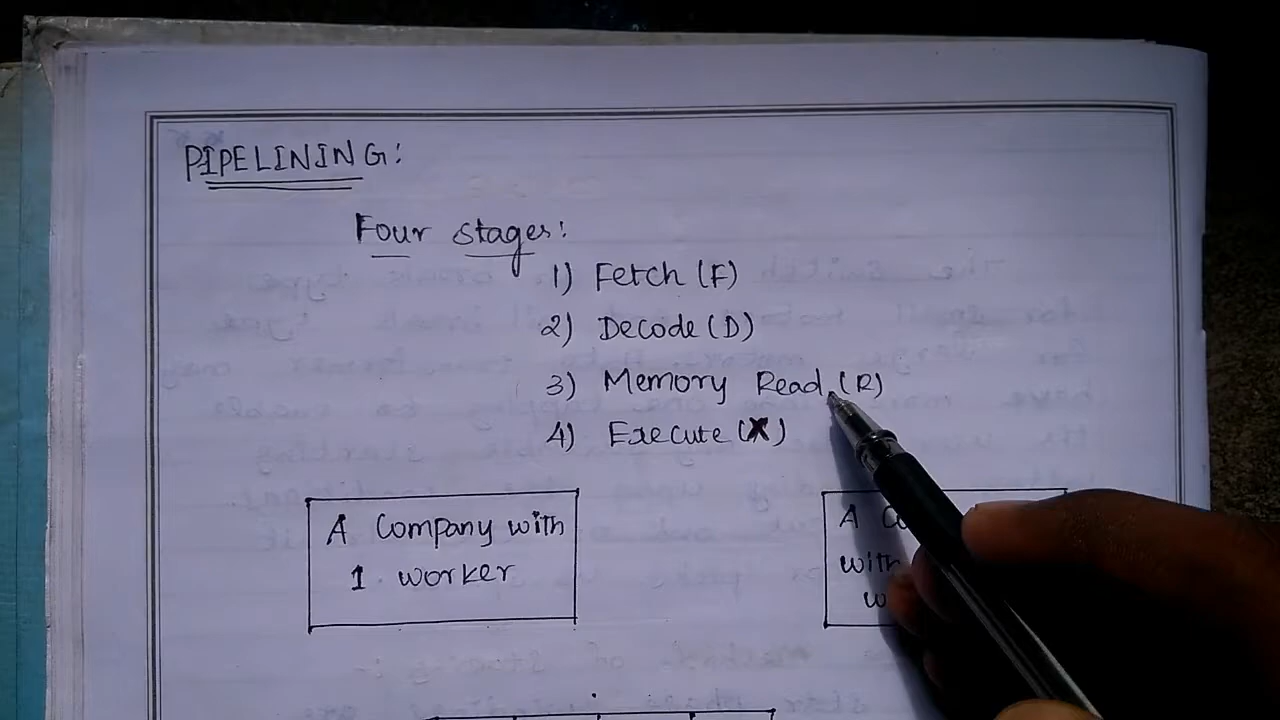 PIPELINING:
Four stages:
1) Fetch (F)
2) Decode (D)
3) Memory Read (R)
4) Execute (X)
A Company with
1 worker
A
with